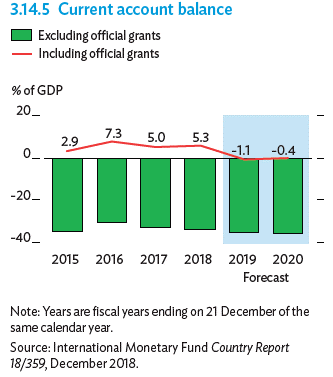 3.14.5 Current account balance
Excluding official grants
Including official grants
% of GDP
20
2.9 7.3 5.0 5.3 -1.1 -0.4
0
-20
-40
2015 2016 2017 2018 2019 2020
Forecast
Note: Years are fiscal years ending on 21 December of the
same calendar year.
Source: International Monetary Fund Country Report
18/359, December 2018.